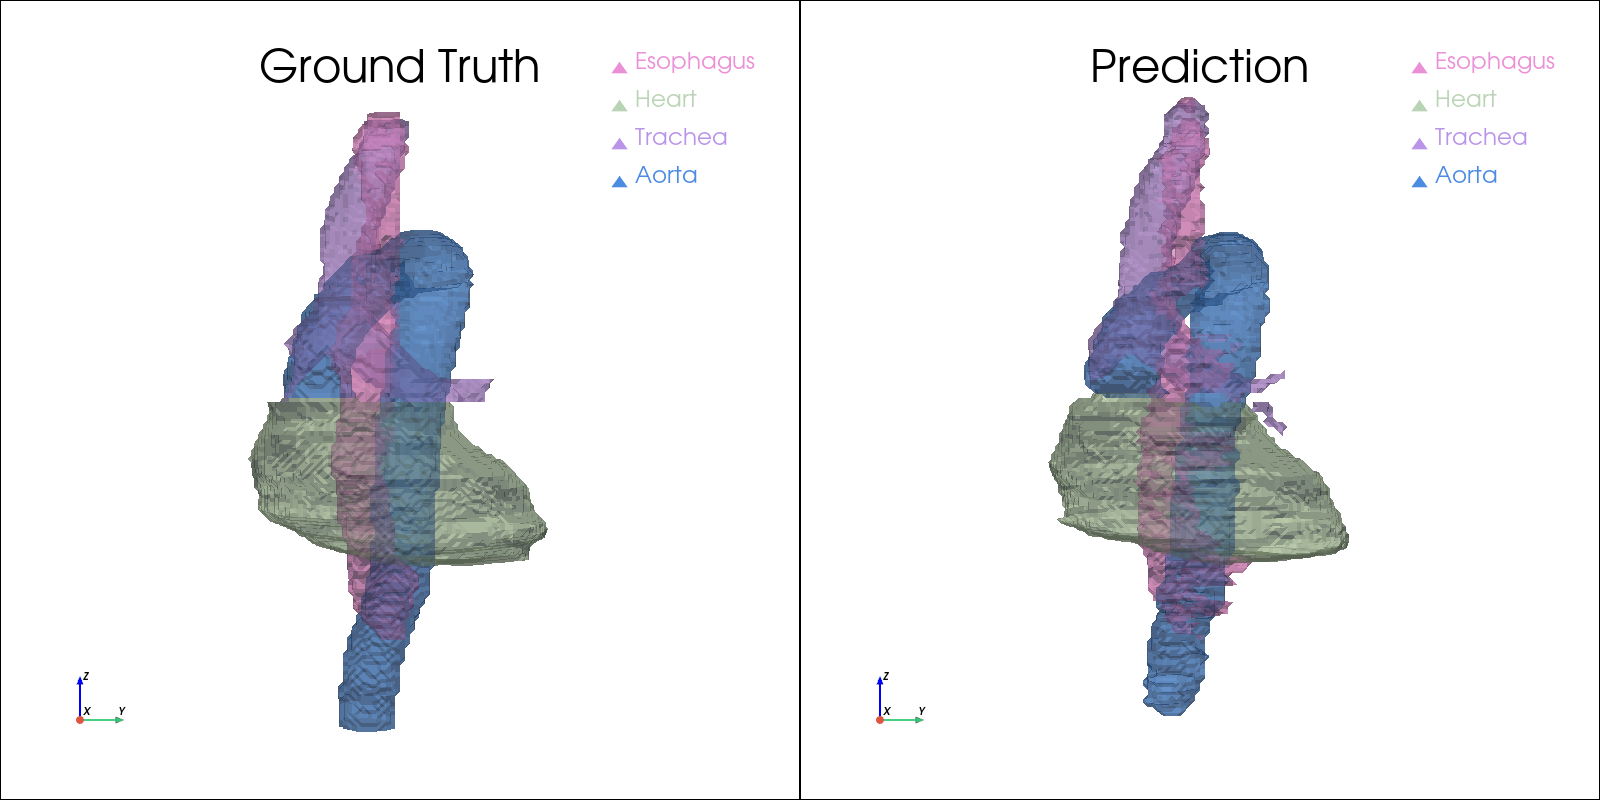 Ground Truth
Esophagus
Heart
Trachea
Aorta
Z
X
Y
Prediction
Esophagus
Heart
Trachea
Aorta
Z
X
Y